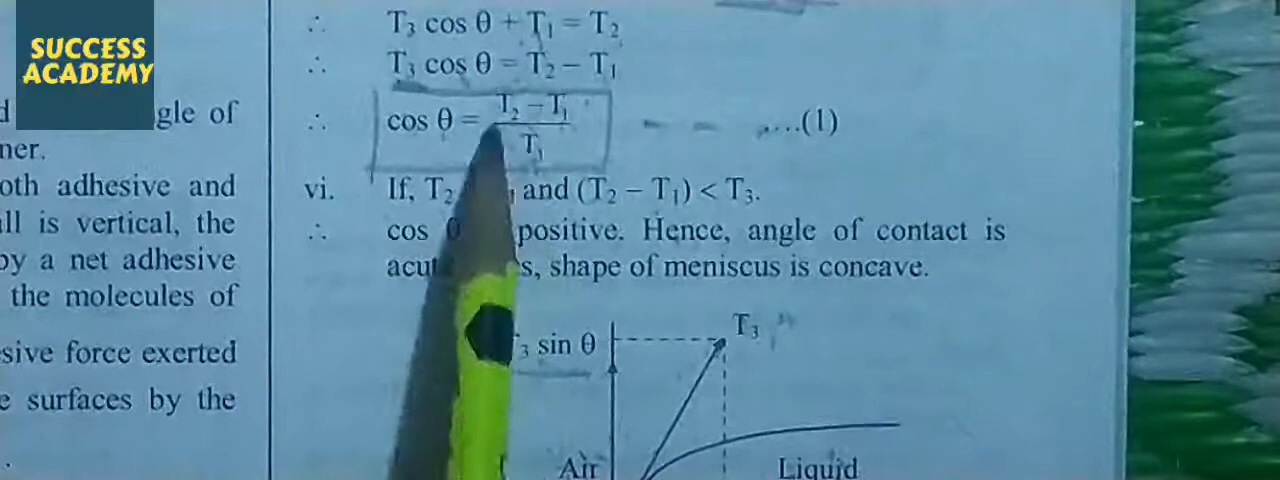 SUCCESS
ACADEMY
gle of
ner.
oth adhesive and
all is vertical, the
by a net adhesive
the molecules of
sive force exerted
e surfaces by the
∴ T₃ cos θ + T₁ = T₂
∴ T₃ cos θ = T₂ − T₁
∴ cos θ = (T₂ − T₁)/T₃ ....(1)
vi. If, T₂ and (T₂ − T₁) < T₃.
∴ cos θ positive. Hence, angle of contact is
acut s, shape of meniscus is concave.
₃ sin θ
T₃
Air
Liquid